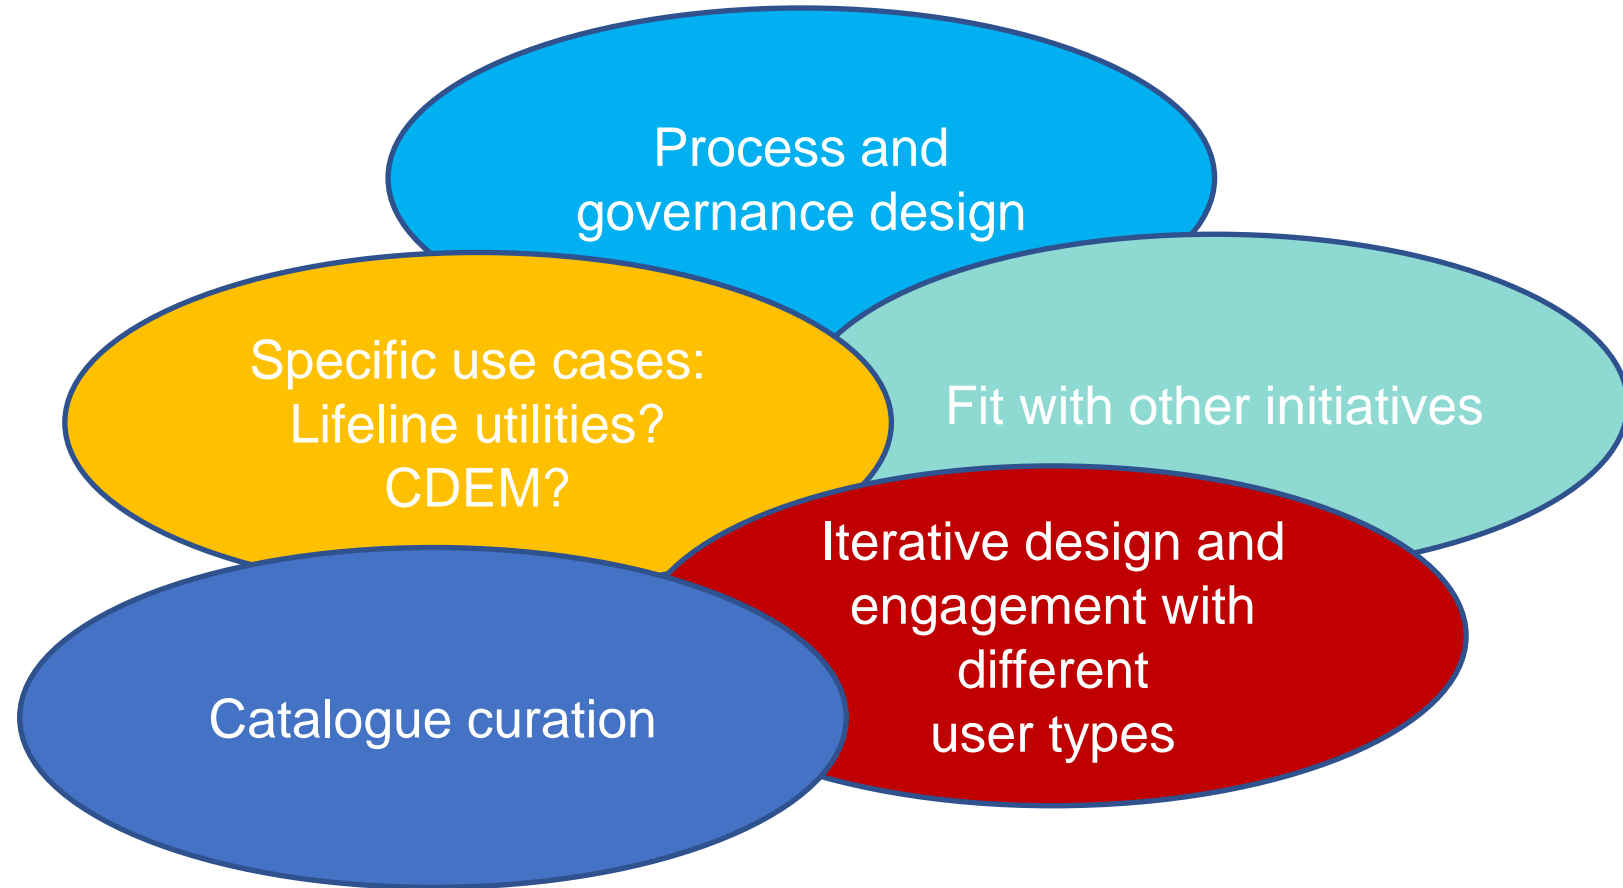 Process and
governance design
Specific use cases:
Lifeline utilities?
CDEM?
Fit with other initiatives
Iterative design and
engagement with
different
user types
Catalogue curation